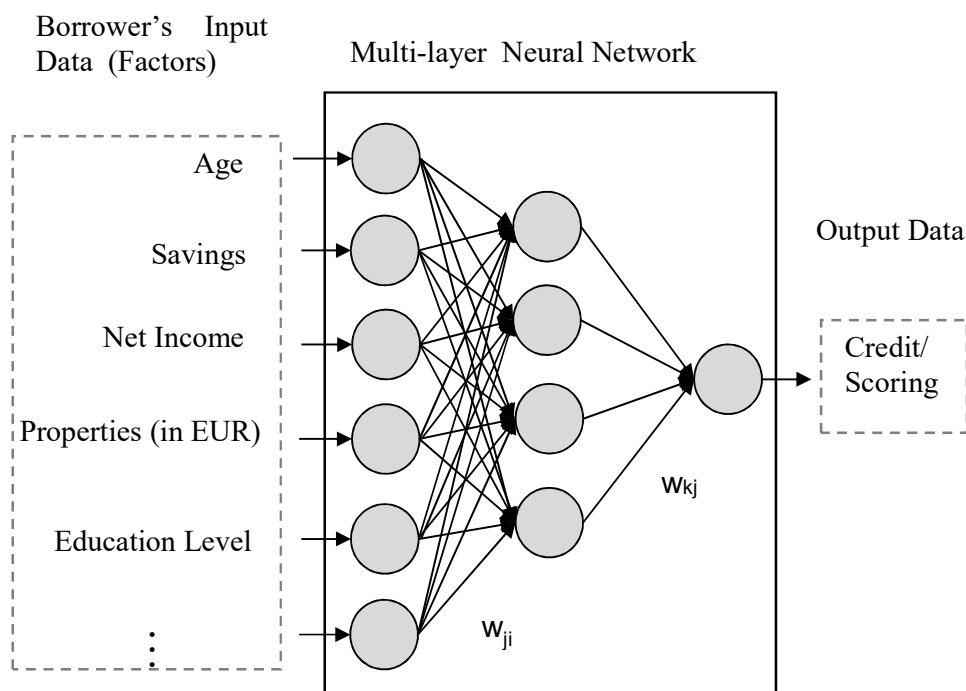 Borrower’s Input
Data (Factors)
Multi-layer Neural Network
Age
Savings
Net Income
Properties (in EUR)
Education Level
⋮
Output Data
Credit/
Scoring
wkj
wji